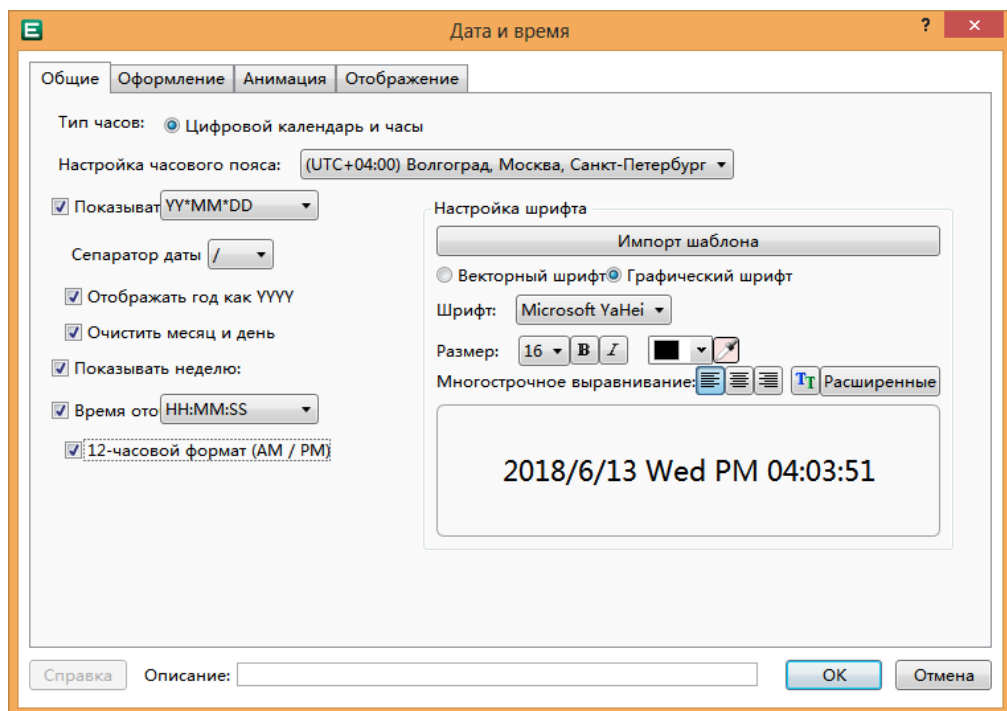 E
Дата и время
?
Общие Оформление Анимация Отображение
Тип часов: Цифровой календарь и часы
Настройка часового пояса: (UTC+04:00) Волгоград, Москва, Санкт-Петербург
Показыват YY*MM*DD
Сепаратор даты /
Отображать год как YYYY
Очистить месяц и день
Показывать неделю:
Время ото HH:MM:SS
12-часовой формат (AM / PM)
Настройка шрифта
Импорт шаблона
Векторный шрифт Графический шрифт
Шрифт: Microsoft YaHei
Размер: 16 B I
Многострочное выравнивание: TT Расширенные
2018/6/13 Wed PM 04:03:51
Справка Описание: OK Отмена